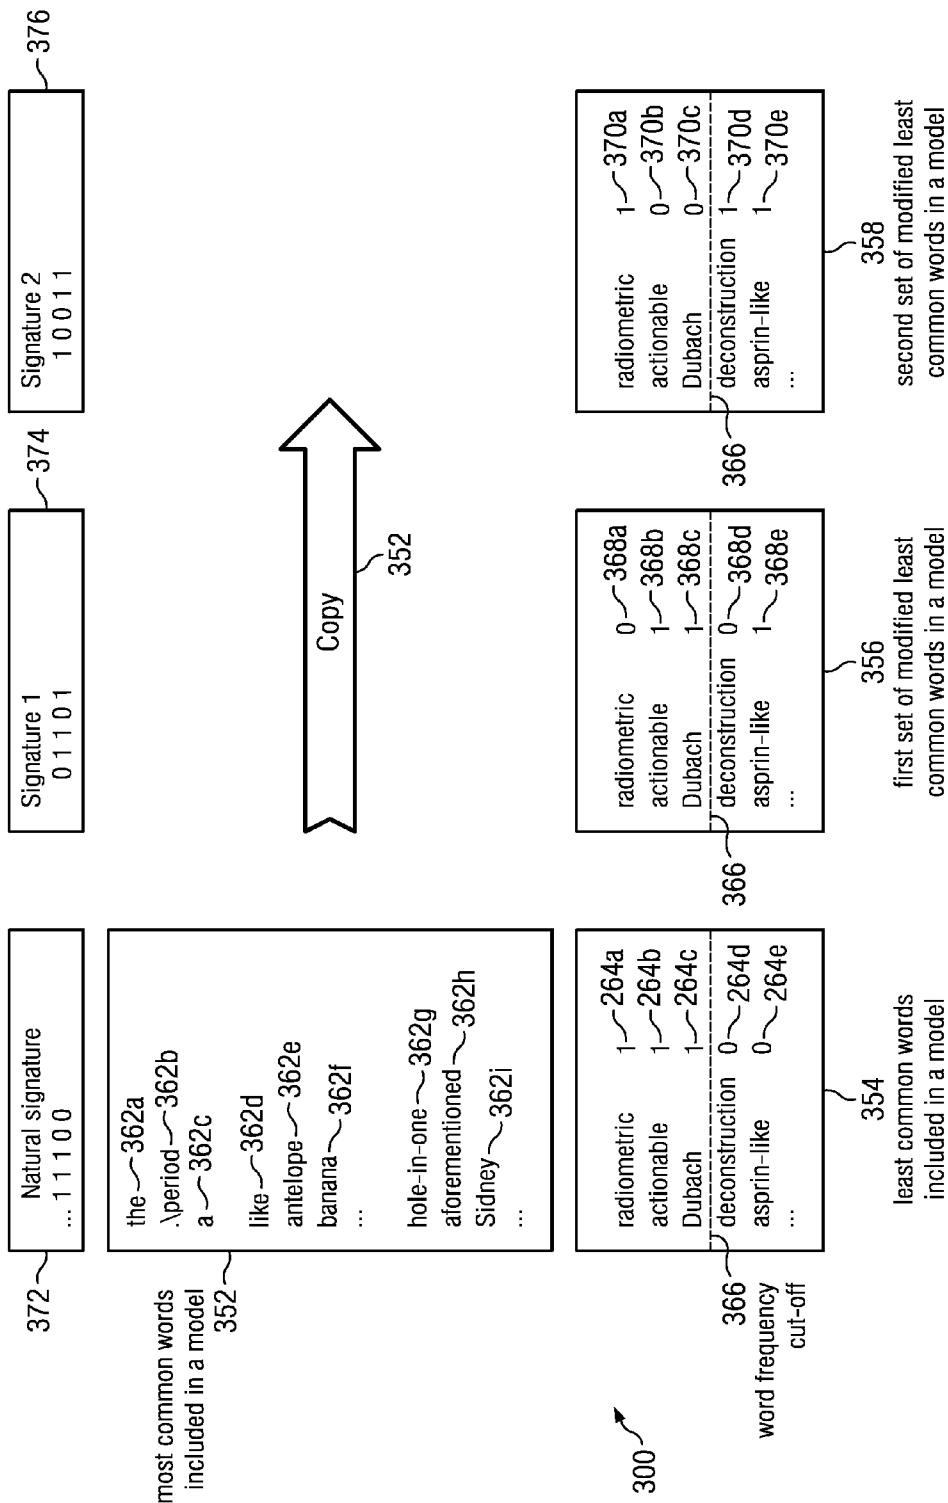 Natural signature
... 1 1 1 0 0
372
Signature 1
0 1 1 0 1
374
Signature 2
1 0 0 1 1
376
most common words
included in a model
352
the 362a
.\period 362b
a 362c
like 362d
antelope 362e
banana 362f
...
hole-in-one 362g
aforementioned 362h
Sidney 362i
...
Copy
352
radiometric 1 264a
actionable 1 264b
Dubach 1 264c
deconstruction 0 264d
asprin-like 0 264e
...
366
word frequency
cut-off
354
least common words
included in a model
radiometric 0 368a
actionable 1 368b
Dubach 1 368c
deconstruction 0 368d
asprin-like 1 368e
...
366
356
first set of modified least
common words in a model
radiometric 1 370a
actionable 0 370b
Dubach 0 370c
deconstruction 1 370d
asprin-like 1 370e
...
366
358
second set of modified least
common words in a model
300